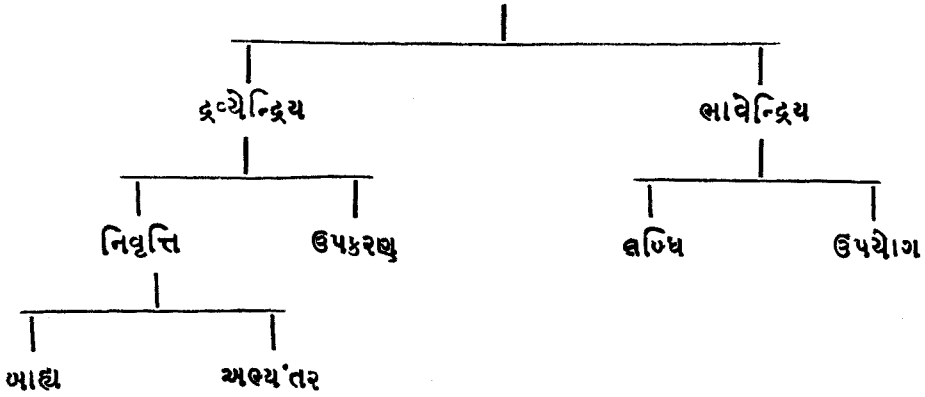 દ્રવ્યેન્દ્રિય ભાવેન્દ્રિય
નિવૃત્તિ ઉપકરણ લબ્ધિ ઉપયોગ
બાહ્ય અભ્યંતર